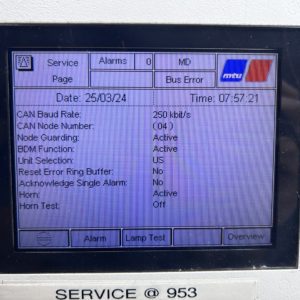 Service Page
Alarms 0
MD
Bus Error
mtu
Date: 25/03/24 Time: 07:57:21
CAN Baud Rate: 250 kbit/s
CAN Node Number: ( 04 )
Node Guarding: Active
BDM Function: Active
Unit Selection: US
Reset Error Ring Buffer: No
Acknowledge Single Alarm: No
Horn: Active
Horn Test: Off
Alarm Lamp Test Overview
SERVICE @ 953